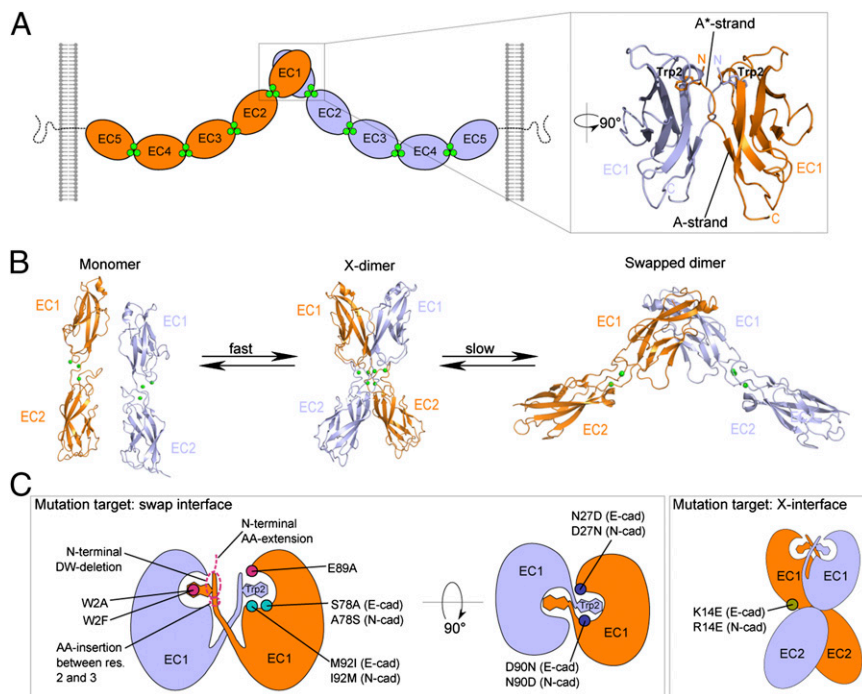 A
EC5
EC4
EC3
EC2
EC1
EC2
EC3
EC4
EC5
90°
A*-strand
Trp2
N
N
Trp2
EC1
EC1
C
C
A-strand
B
Monomer
X-dimer
Swapped dimer
EC1
EC1
EC2
EC2
fast
EC1
EC1
EC2
EC2
slow
EC1
EC1
EC2
EC2
C
Mutation target: swap interface
N-terminal
AA-extension
N-terminal
DW-deletion
W2A
W2F
AA-insertion
between res.
2 and 3
EC1
Trp2
EC1
E89A
S78A (E-cad)
A78S (N-cad)
M92I (E-cad)
I92M (N-cad)
90°
N27D (E-cad)
D27N (N-cad)
EC1
Trp2
EC1
D90N (E-cad)
N90D (N-cad)
Mutation target: X-interface
K14E (E-cad)
R14E (N-cad)
EC1
EC1
EC2
EC2